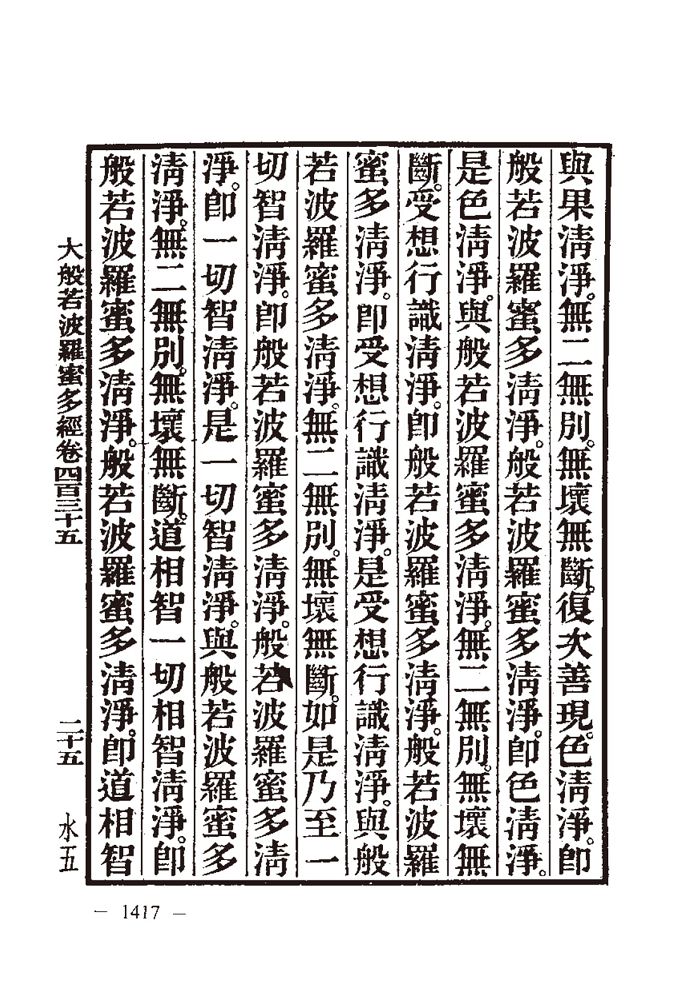 與果清淨。無二無別。無壞無斷。復次善現。色清淨。卽
般若波羅蜜多清淨。般若波羅蜜多清淨。卽色清淨。
是色清淨。與般若波羅蜜多清淨。無二無別。無壞無
斷。受想行識清淨。卽般若波羅蜜多清淨。般若波羅
蜜多清淨。卽受想行識清淨。是受想行識清淨。與般
若波羅蜜多清淨。無二無別。無壞無斷。如是乃至一
切智清淨。卽般若波羅蜜多清淨。般若波羅蜜多清
淨。卽一切智清淨。是一切智清淨。與般若波羅蜜多
清淨。無二無別。無壞無斷。道相智一切相智清淨。卽
般若波羅蜜多清淨。般若波羅蜜多清淨。卽道相智
大般若波羅蜜多經卷四百三十五 二十五 水五
— 1417 —